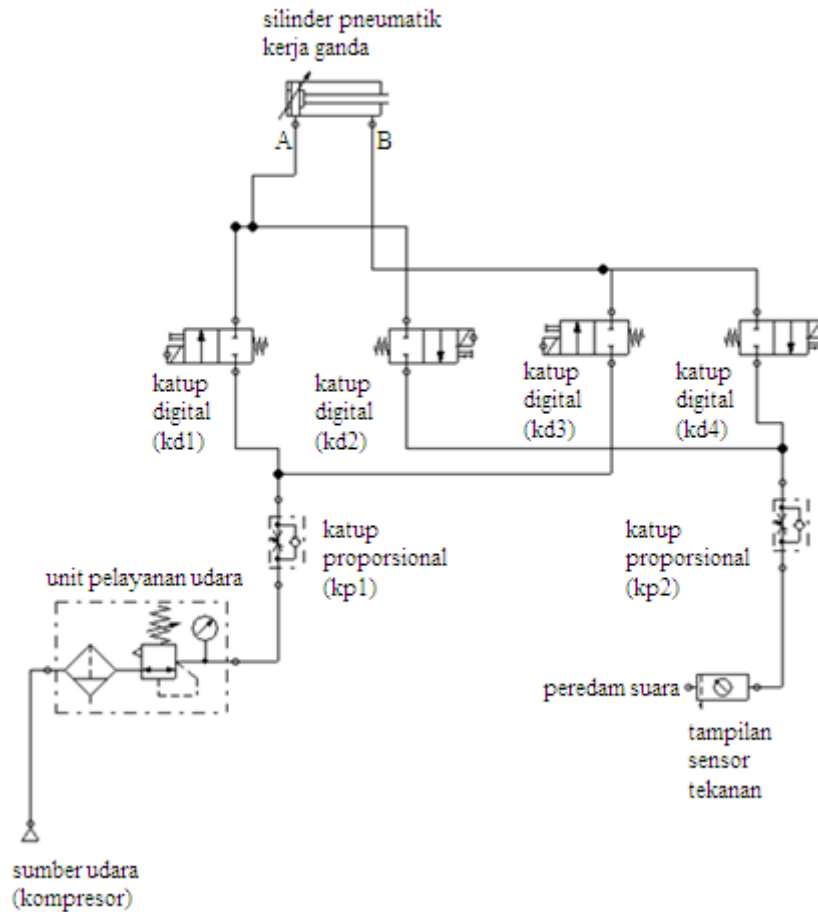 silinder pneumatik
kerja ganda
A
B
katup
digital
(kd1)
katup
digital
(kd2)
katup
digital
(kd3)
katup
digital
(kd4)
katup
proporsional
(kp1)
katup
proporsional
(kp2)
unit pelayanan udara
peredam suara
tampilan
sensor
tekanan
sumber udara
(kompresor)